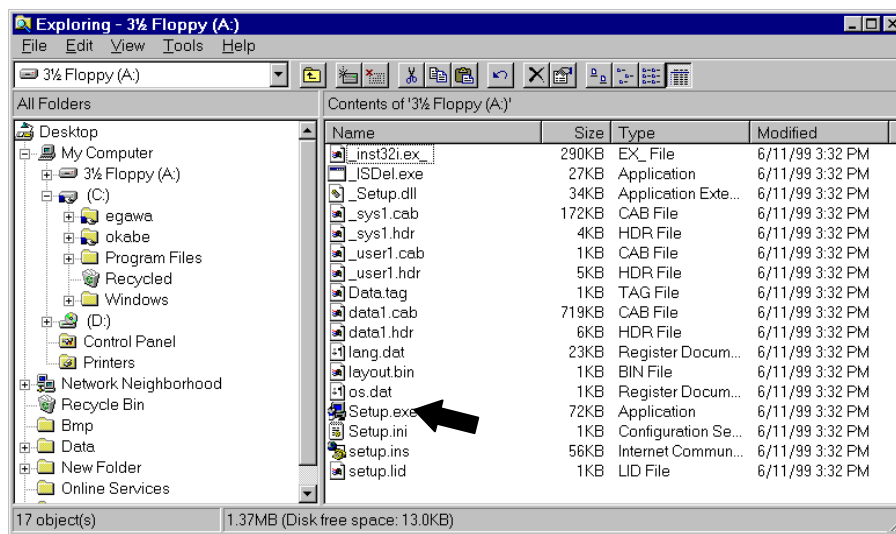 Exploring - 3½ Floppy (A:)
File Edit View Tools Help
3½ Floppy (A:)
All Folders
Contents of '3½ Floppy (A:)'
Desktop
My Computer
3½ Floppy (A:)
(C:)
egawa
okabe
Program Files
Recycled
Windows
(D:)
Control Panel
Printers
Network Neighborhood
Recycle Bin
Bmp
Data
New Folder
Online Services
Name Size Type Modified
_inst32i.ex_ 290KB EX_ File 6/11/99 3:32 PM
_ISDel.exe 27KB Application 6/11/99 3:32 PM
_Setup.dll 34KB Application Exte... 6/11/99 3:32 PM
_sys1.cab 172KB CAB File 6/11/99 3:32 PM
_sys1.hdr 4KB HDR File 6/11/99 3:32 PM
_user1.cab 1KB CAB File 6/11/99 3:32 PM
_user1.hdr 5KB HDR File 6/11/99 3:32 PM
Data.tag 1KB TAG File 6/11/99 3:32 PM
data1.cab 719KB CAB File 6/11/99 3:32 PM
data1.hdr 6KB HDR File 6/11/99 3:32 PM
lang.dat 23KB Register Docum... 6/11/99 3:32 PM
layout.bin 1KB BIN File 6/11/99 3:32 PM
os.dat 1KB Register Docum... 6/11/99 3:32 PM
Setup.exe 72KB Application 6/11/99 3:32 PM
Setup.ini 1KB Configuration Se... 6/11/99 3:32 PM
setup.ins 56KB Internet Commun... 6/11/99 3:32 PM
setup.lid 1KB LID File 6/11/99 3:32 PM
17 object(s) 1.37MB (Disk free space: 13.0KB)